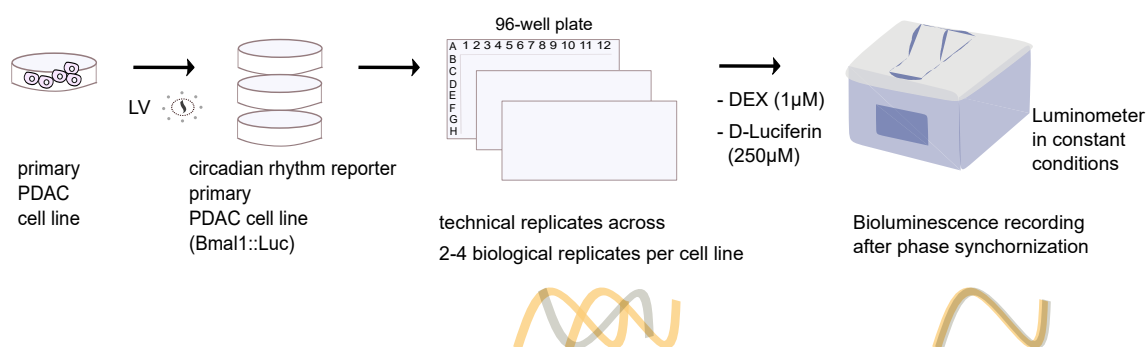 96-well plate
A 1 2 3 4 5 6 7 8 9 10 11 12
B
C
D
E
F
G
H
LV
- DEX (1µM)
- D-Luciferin
(250µM)
Luminometer
in constant
conditions
primary
PDAC
cell line
circadian rhythm reporter
primary
PDAC cell line
(Bmal1::Luc)
technical replicates across
2-4 biological replicates per cell line
Bioluminescence recording
after phase synchornization